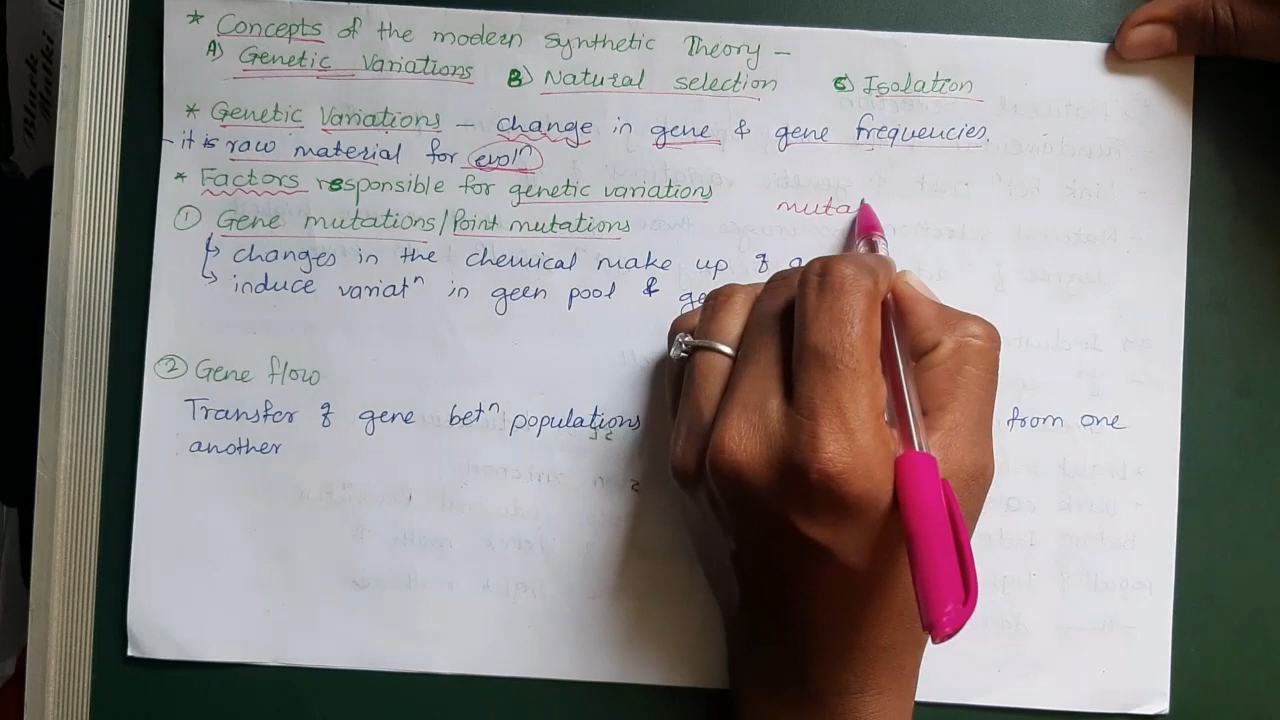 * Concepts of the modern synthetic Theory -
A) Genetic Variations B) Natural selection C) Isolation
* Genetic Variations - change in gene & gene frequencies.
- it is raw material for evolⁿ
* Factors responsible for genetic variations
① Gene mutations/Point mutations muta
↳ changes in the chemical make up of
↳ induce variatⁿ in geen pool & ge
② Gene flow
Transfer of gene betⁿ populations from one
another
Black